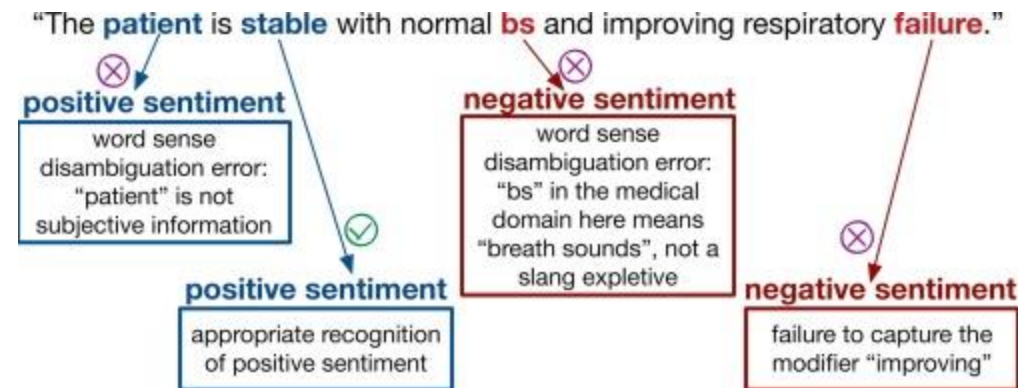 “The patient is stable with normal bs and improving respiratory failure.”
positive sentiment
word sense
disambiguation error:
“patient” is not
subjective information
positive sentiment
appropriate recognition
of positive sentiment
negative sentiment
word sense
disambiguation error:
“bs” in the medical
domain here means
“breath sounds”, not a
slang expletive
negative sentiment
failure to capture the
modifier “improving”